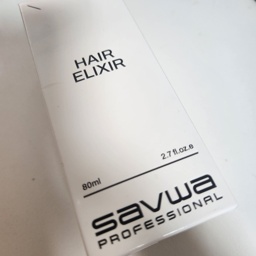 HAIR
ELIXIR
80ml 2.7 fl.oz.e
savwa
PROFESSIONAL